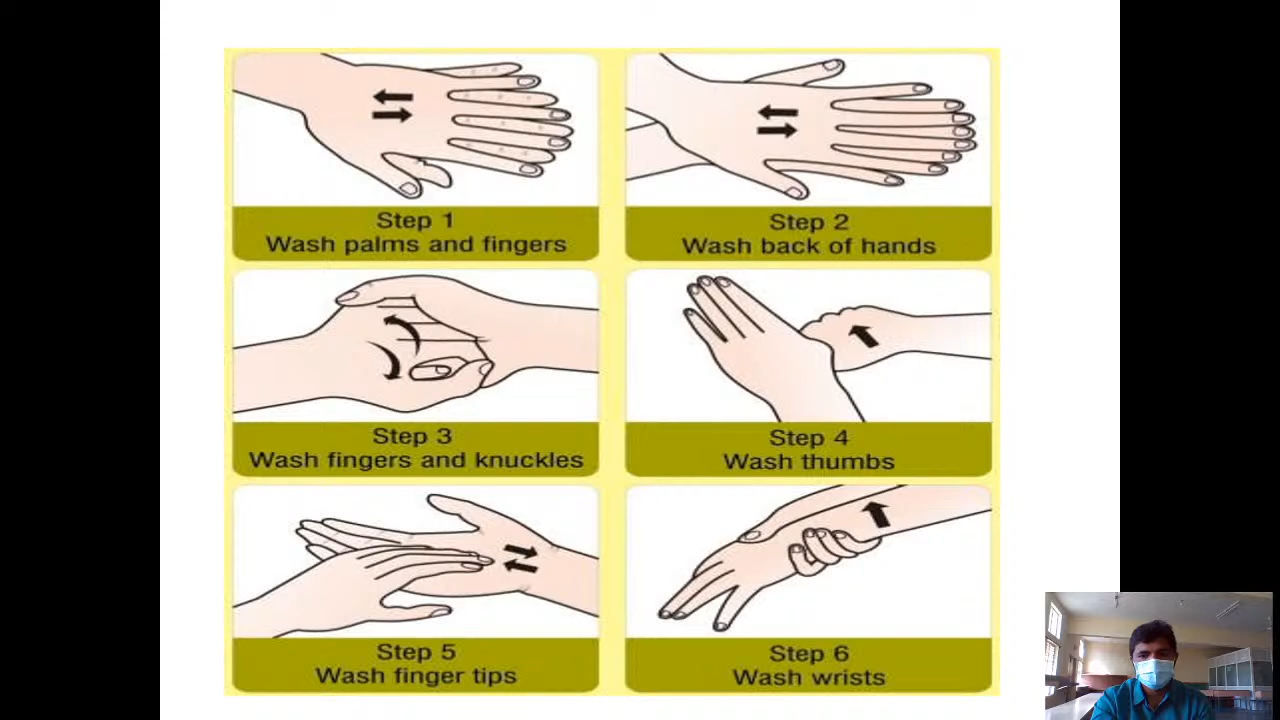 Step 1
Wash palms and fingers
Step 2
Wash back of hands
Step 3
Wash fingers and knuckles
Step 4
Wash thumbs
Step 5
Wash finger tips
Step 6
Wash wrists